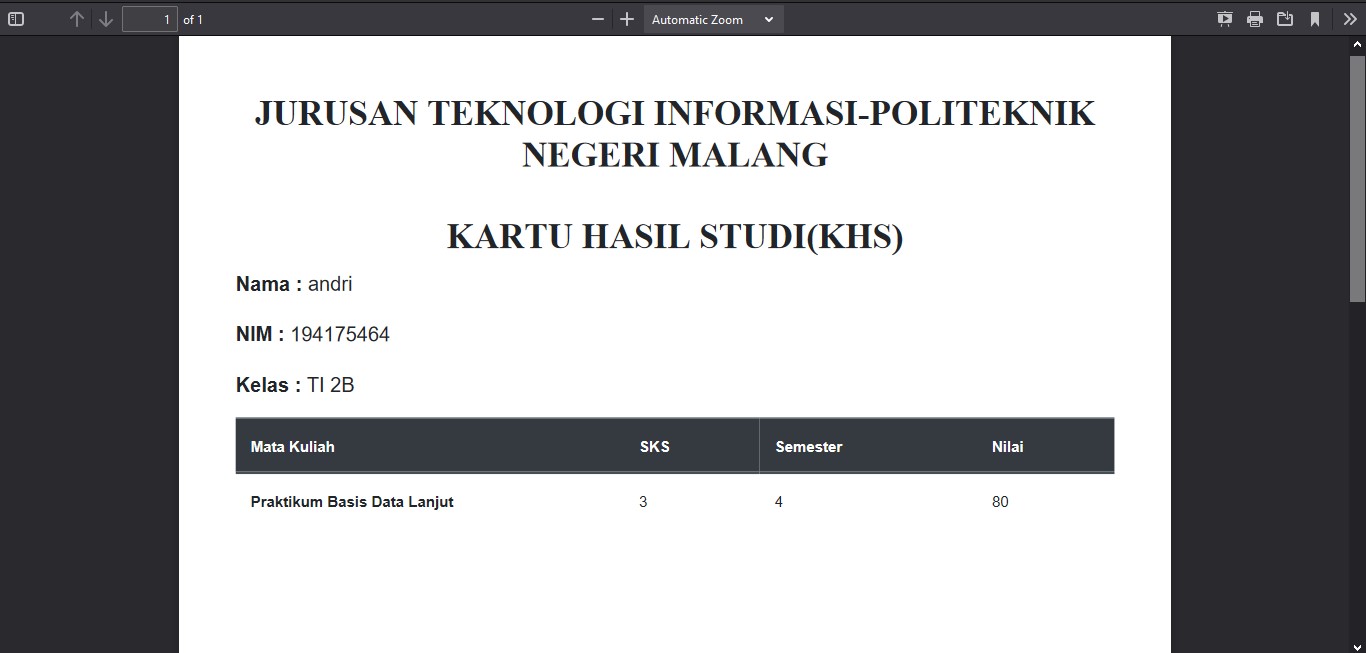 1 of 1 Automatic Zoom
JURUSAN TEKNOLOGI INFORMASI-POLITEKNIK
NEGERI MALANG
KARTU HASIL STUDI(KHS)
Nama : andri
NIM : 194175464
Kelas : TI 2B
Mata Kuliah SKS Semester Nilai
Praktikum Basis Data Lanjut 3 4 80